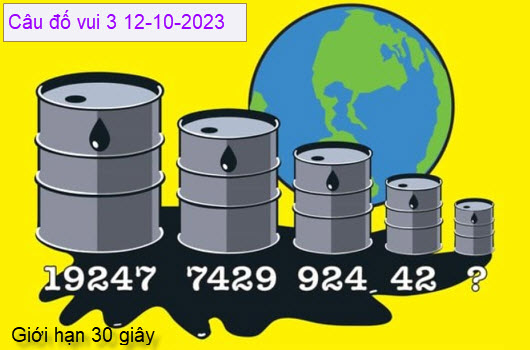 Câu đố vui 3 12-10-2023
19247 7429 924 42 ?
Giới hạn 30 giây